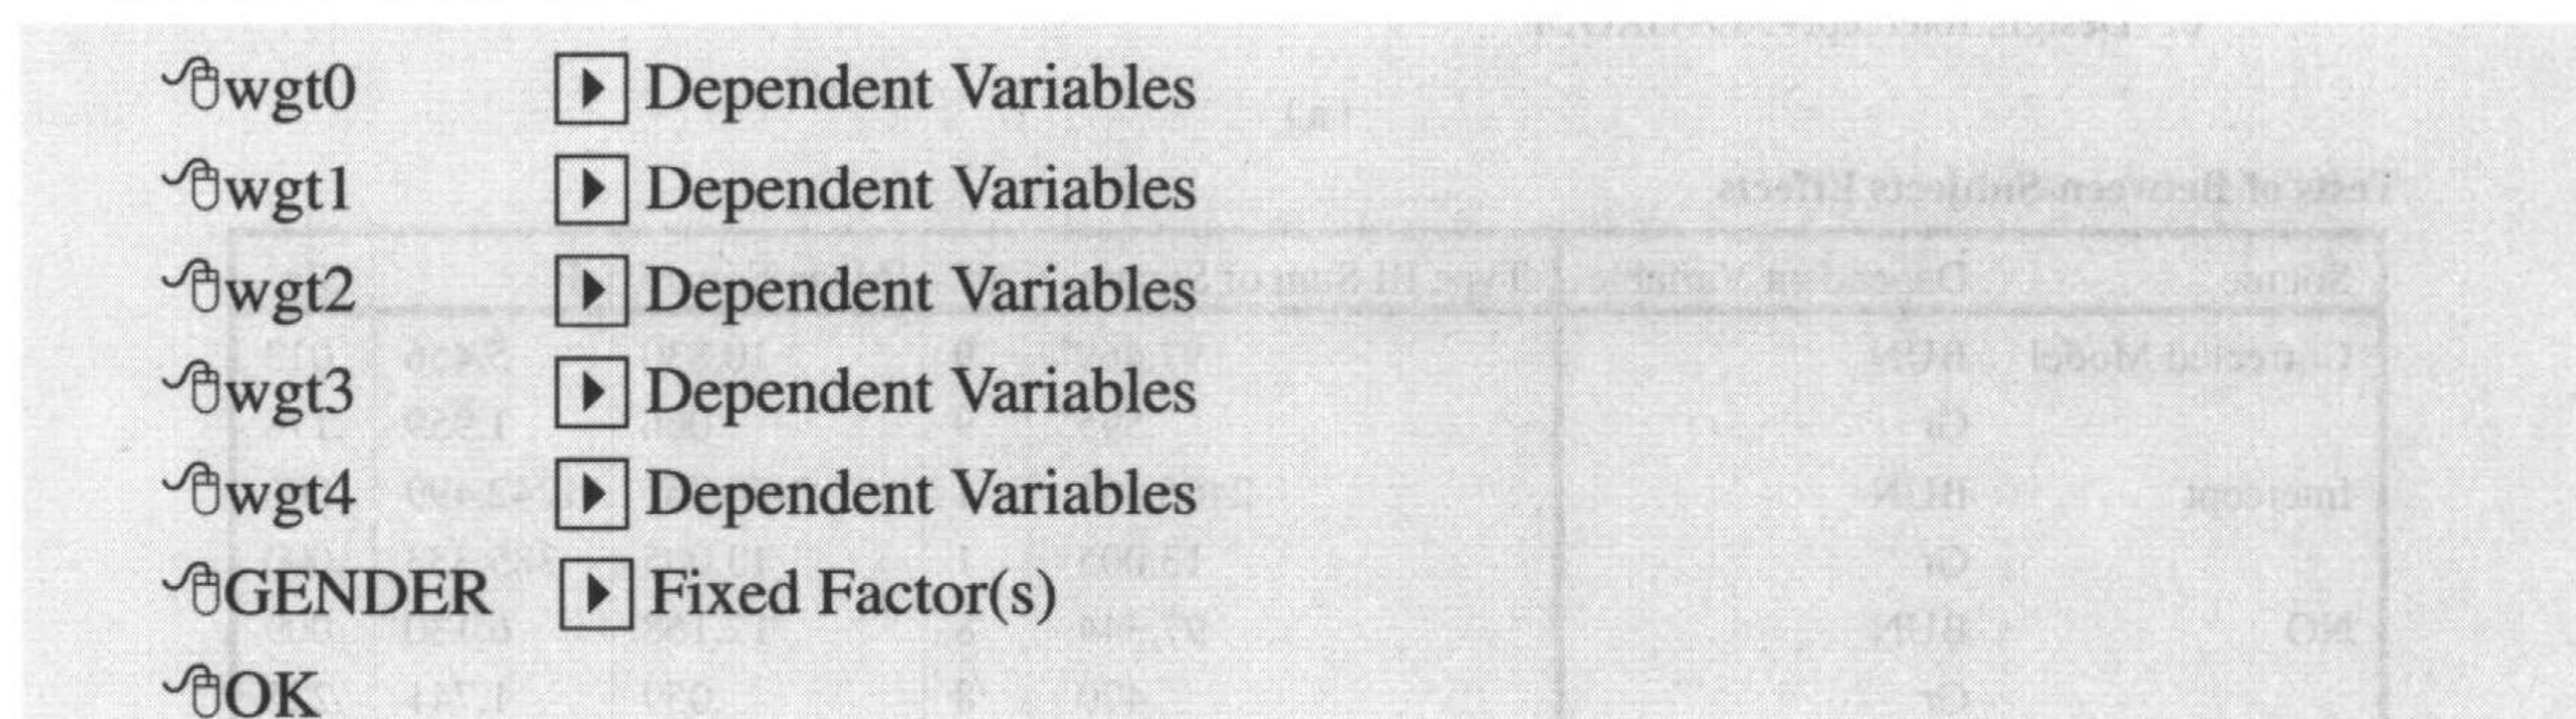 wgt0 ▶ Dependent Variables
wgt1 ▶ Dependent Variables
wgt2 ▶ Dependent Variables
wgt3 ▶ Dependent Variables
wgt4 ▶ Dependent Variables
GENDER ▶ Fixed Factor(s)
OK